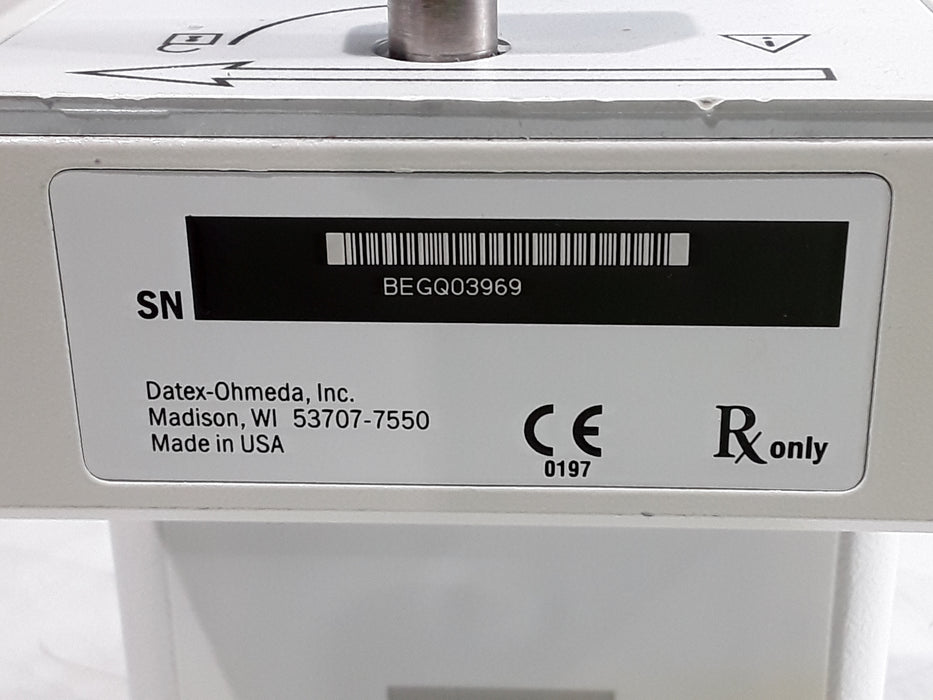 BEGQ03969
SN
Datex-Ohmeda, Inc.
Madison, WI 53707-7550
Made in USA
CE
0197
Rx only